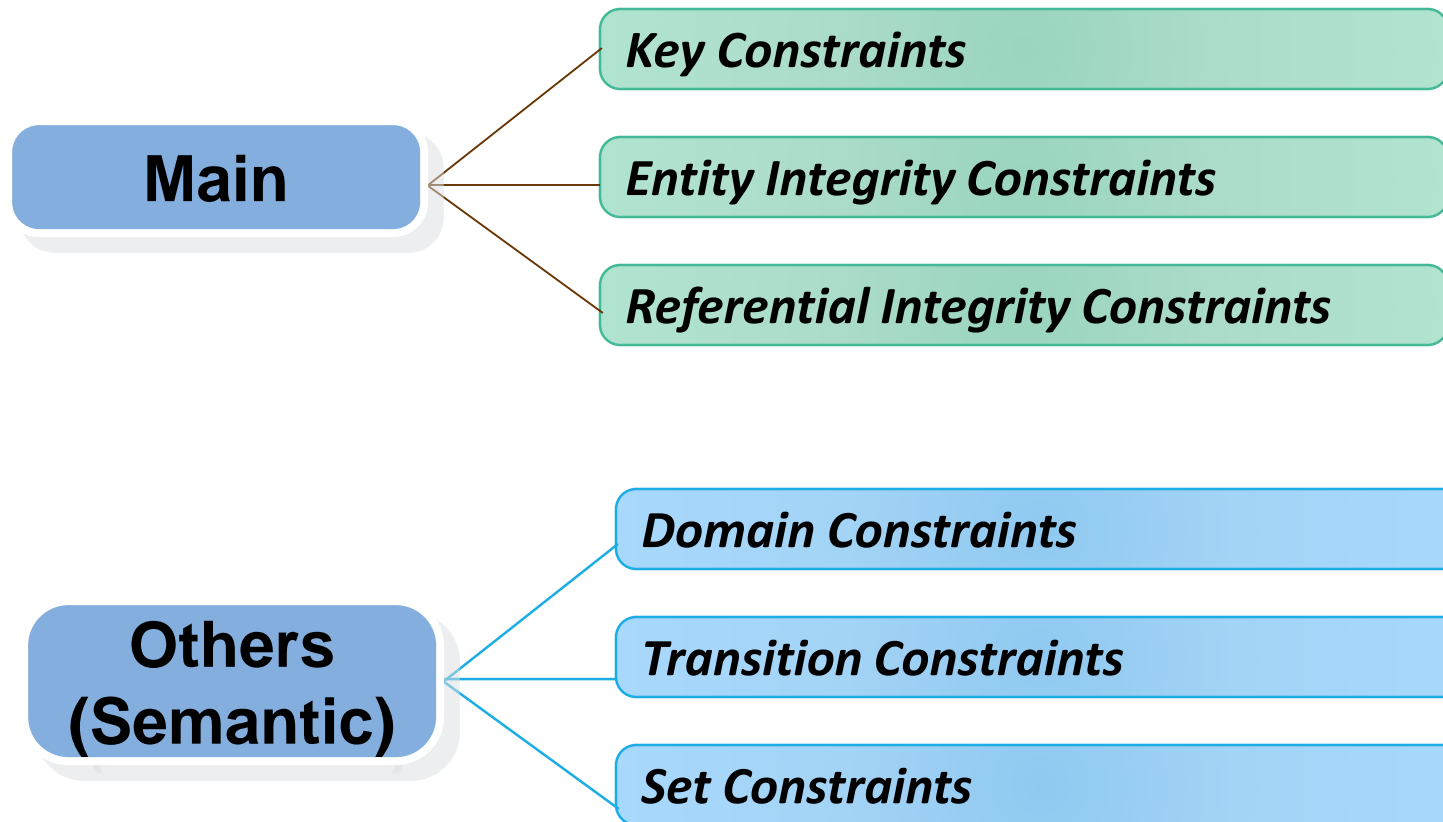 Main
Key Constraints
Entity Integrity Constraints
Referential Integrity Constraints
Others
(Semantic)
Domain Constraints
Transition Constraints
Set Constraints